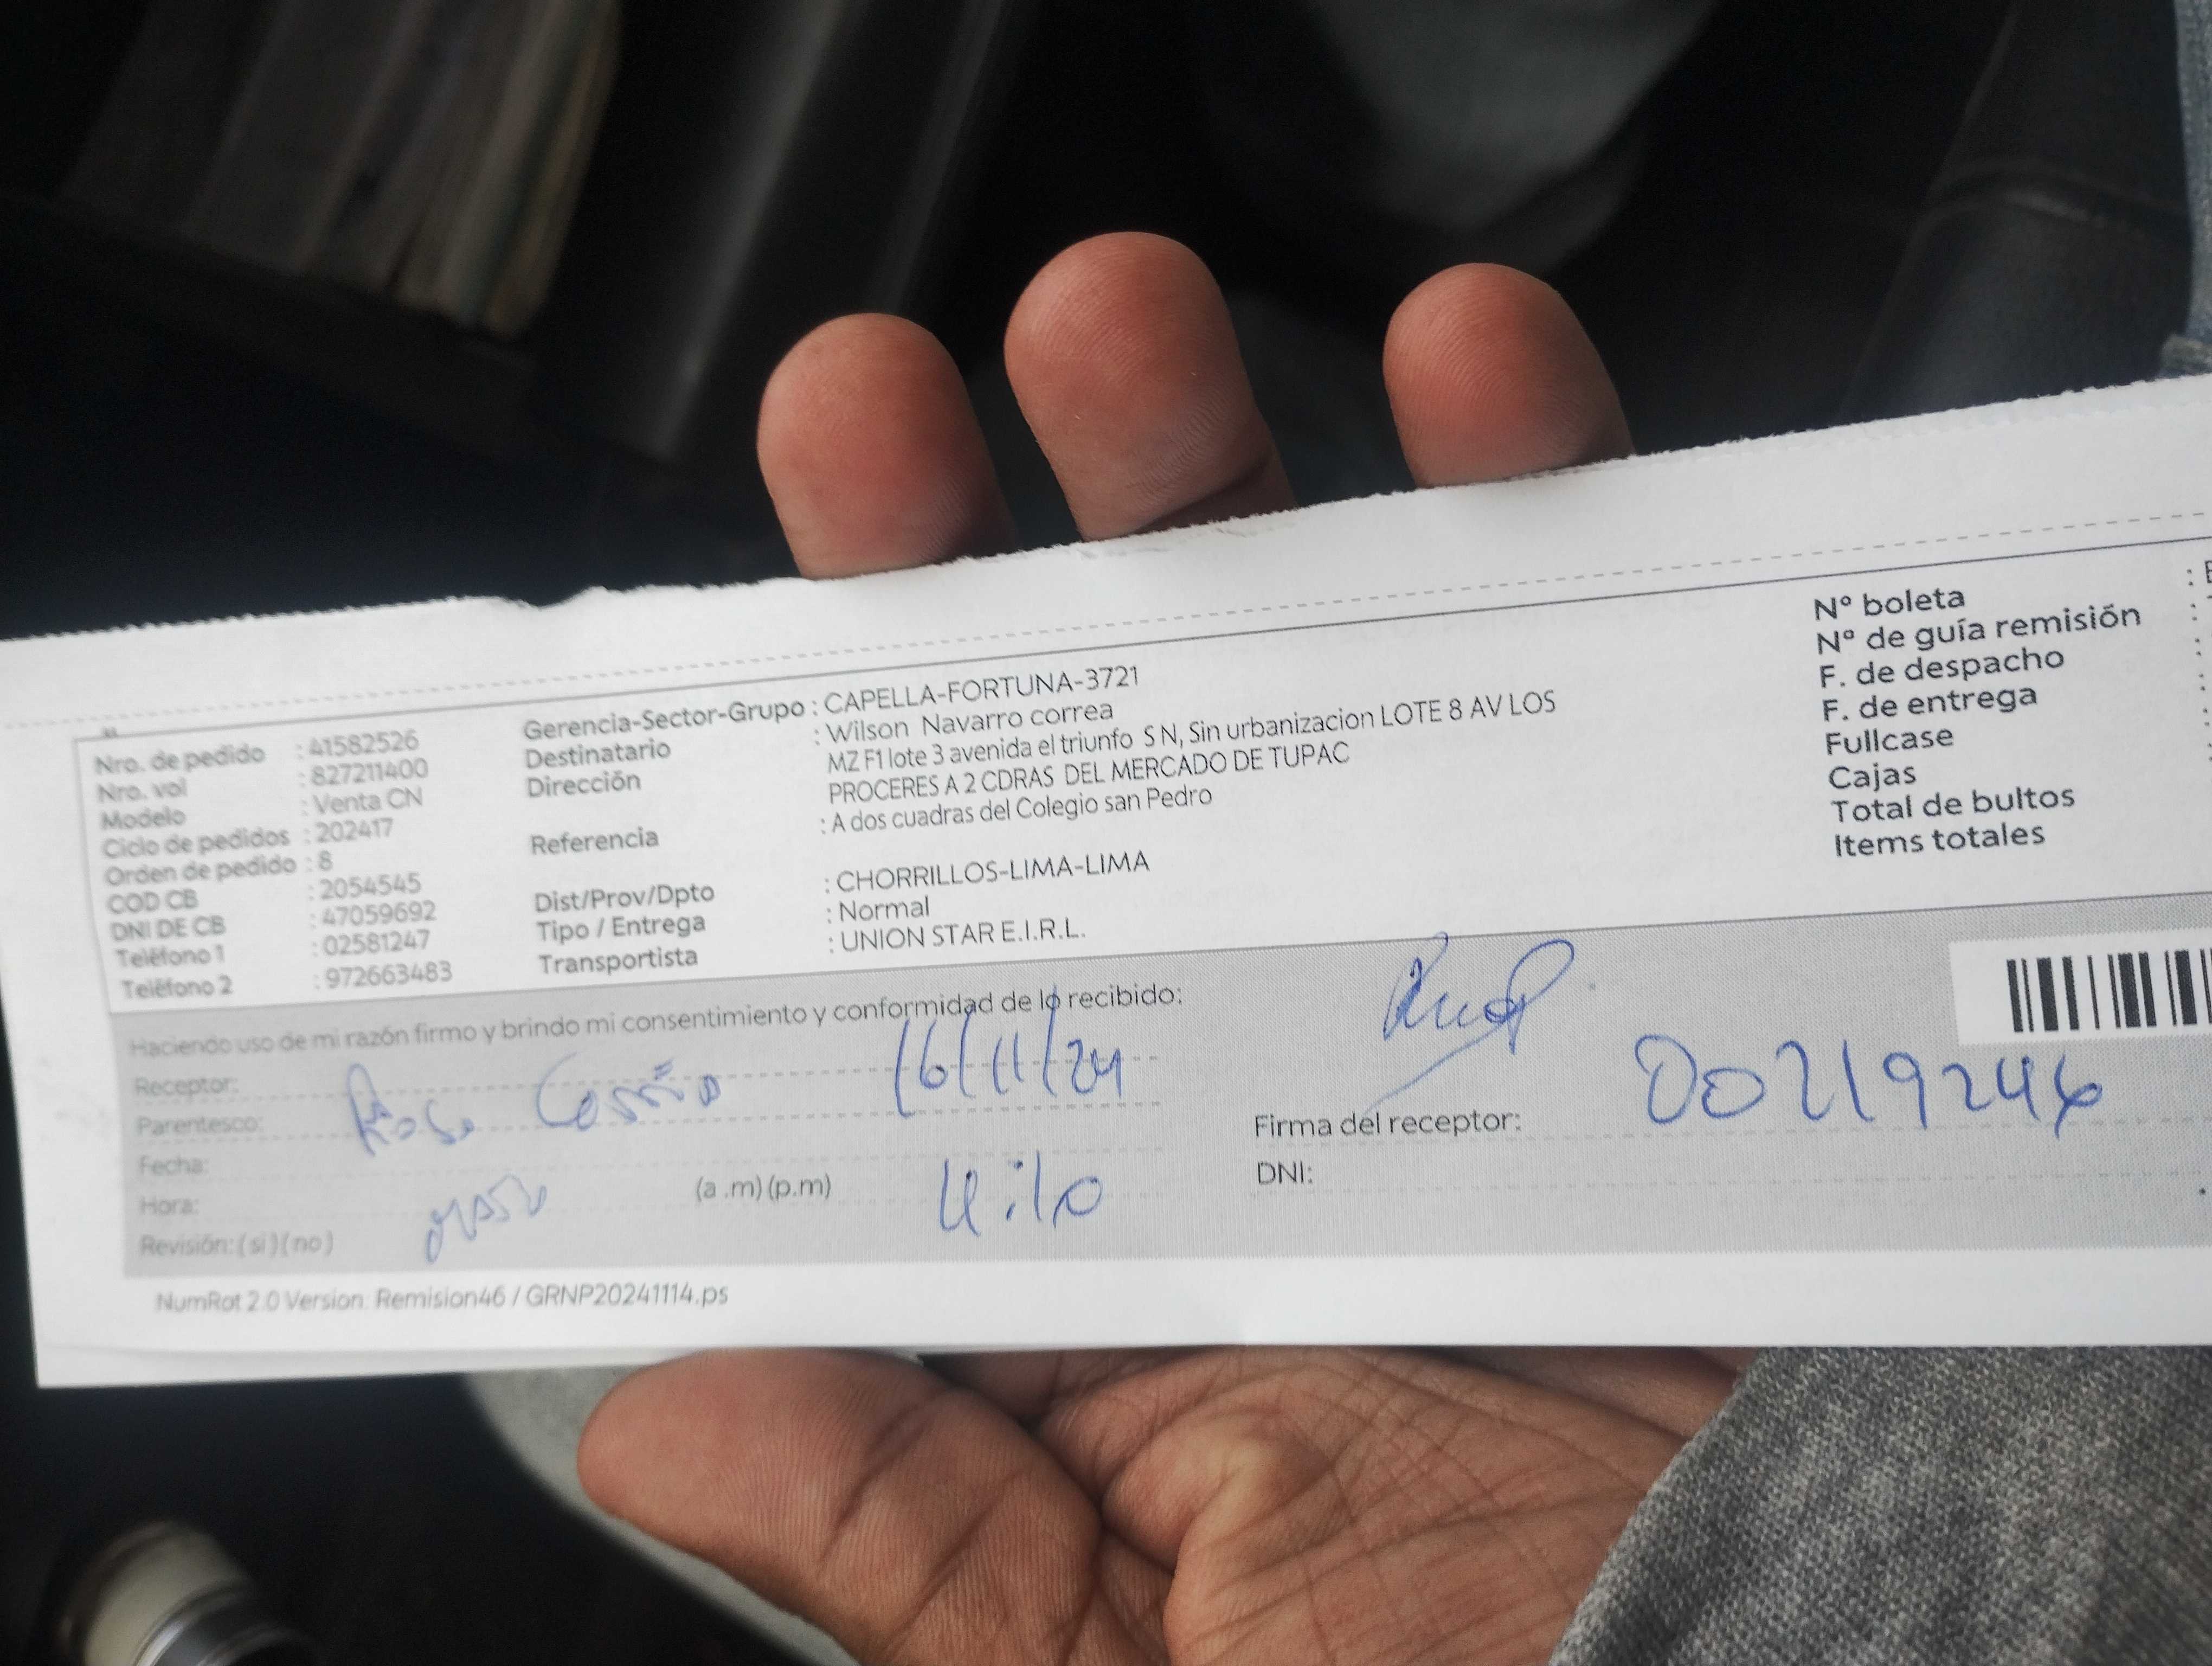 Nro. de pedido : 41582526
Nro. vol : 827211400
Modelo : Venta CN
Ciclo de pedidos : 202417
Orden de pedido : 8
COD CB : 2054545
DNI DE CB : 47059692
Teléfono 1 : 02581247
Teléfono 2 : 972663483
Gerencia-Sector-Grupo : CAPELLA-FORTUNA-3721
Destinatario : Wilson Navarro correa
Dirección MZ F1 lote 3 avenida el triunfo S N, Sin urbanizacion LOTE 8 AV LOS
PROCERES A 2 CDRAS DEL MERCADO DE TUPAC
Referencia : A dos cuadras del Colegio san Pedro
Dist/Prov/Dpto : CHORRILLOS-LIMA-LIMA
Tipo / Entrega : Normal
Transportista : UNION STAR E.I.R.L.
Nº boleta :
Nº de guía remisión :
F. de despacho :
F. de entrega :
Fullcase :
Cajas
Total de bultos
Items totales
Haciendo uso de mi razón firmo y brindo mi consentimiento y conformidad de lo recibido:
Receptor:
Parentesco: Rosa
Fecha: 16/11/24
Hora: (a .m) (p.m)
Revisión: ( si ) ( no )
Firma del receptor: 00219246
DNI:
NumRot 2.0 Version: Remision46 / GRNP20241114.ps